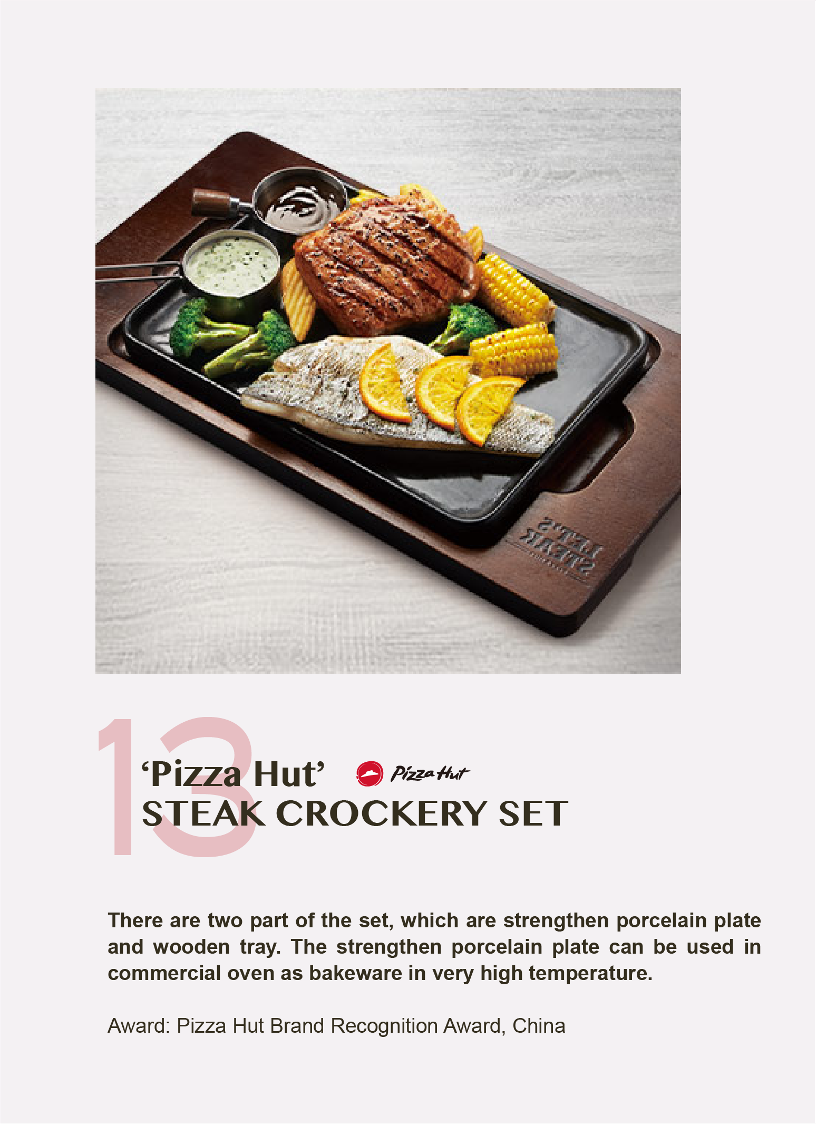 LET'S
STEAK
13
‘Pizza Hut’ Pizza Hut
STEAK CROCKERY SET
There are two part of the set, which are strengthen porcelain plate
and wooden tray. The strengthen porcelain plate can be used in
commercial oven as bakeware in very high temperature.
Award: Pizza Hut Brand Recognition Award, China